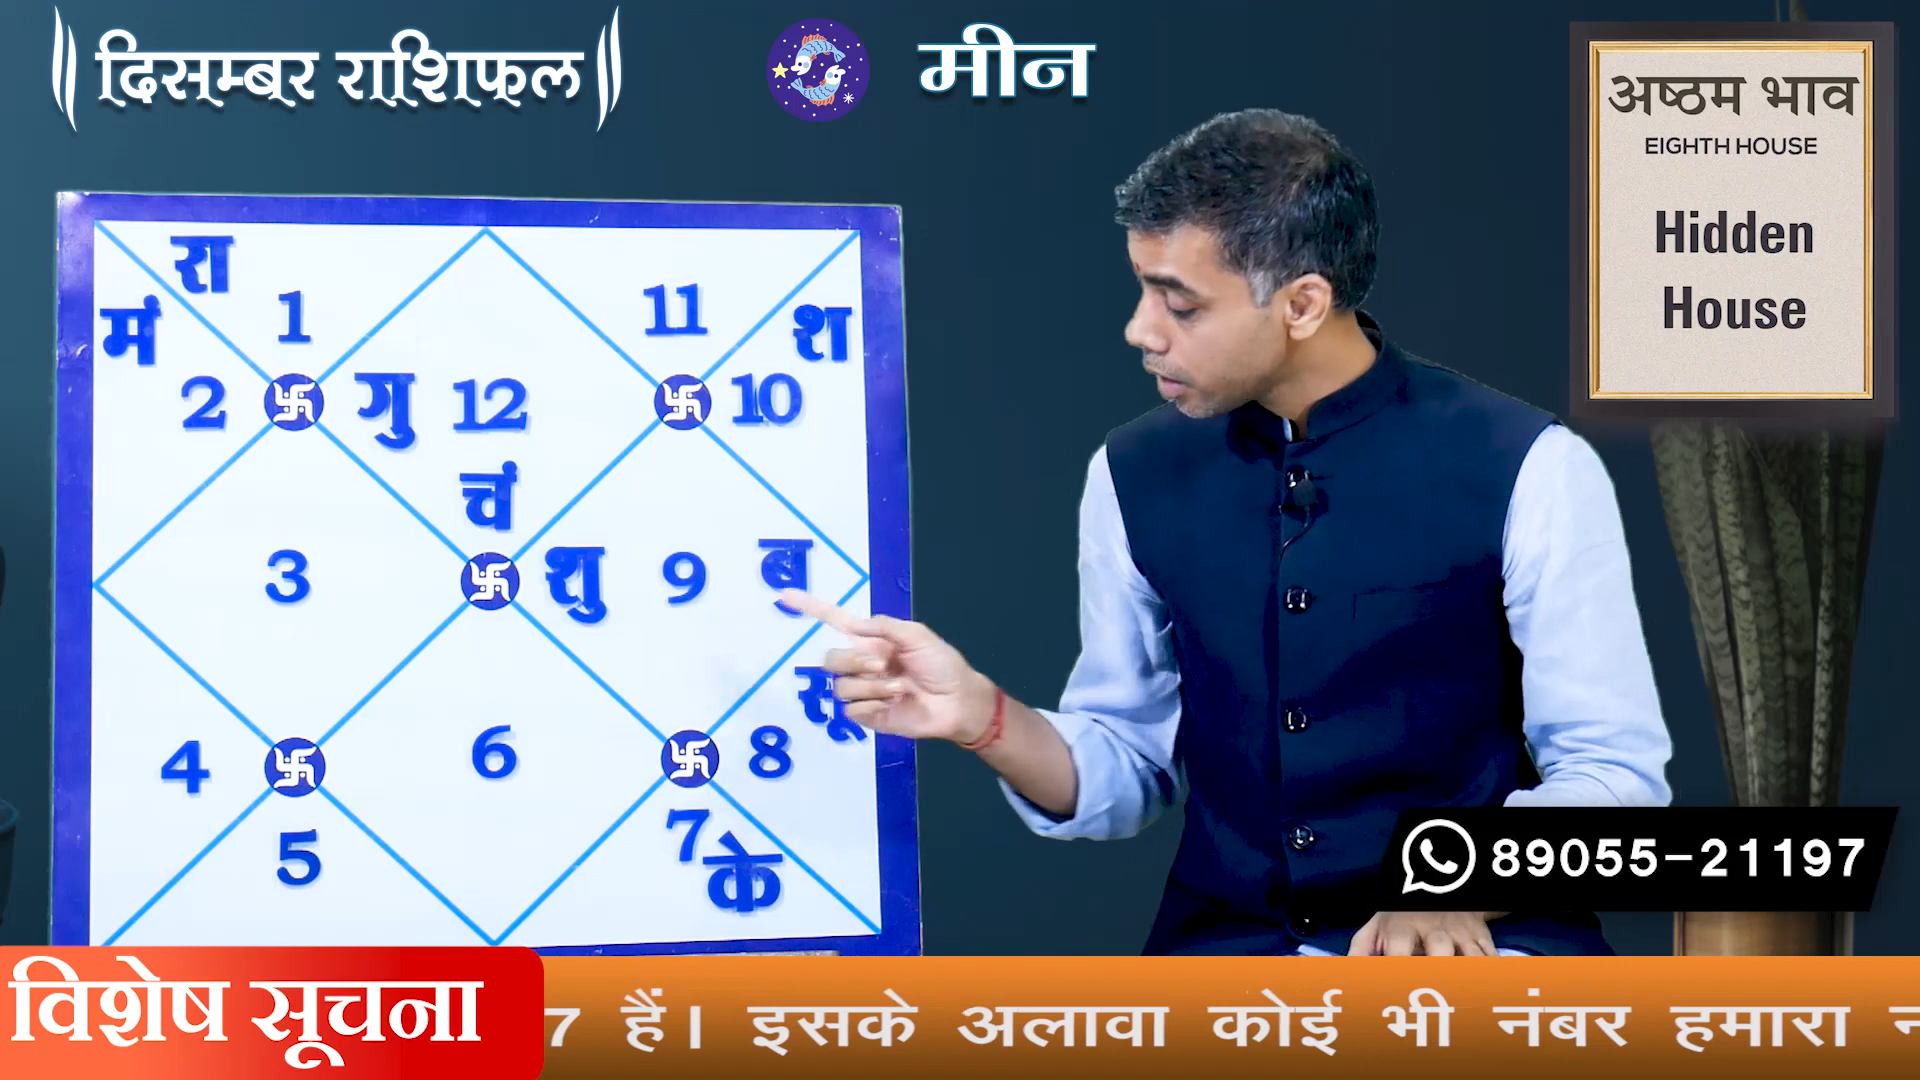 दिसम्बर राशिफल
मीन
अष्ठम भाव
EIGHTH HOUSE
Hidden
House
रा
1
11
मं
श
2
गु
12
10
चं
3
शु
9
बु
सू
4
6
8
5
7
के
89055-21197
विशेष सूचना
7 हैं। इसके अलावा कोई भी नंबर हमारा